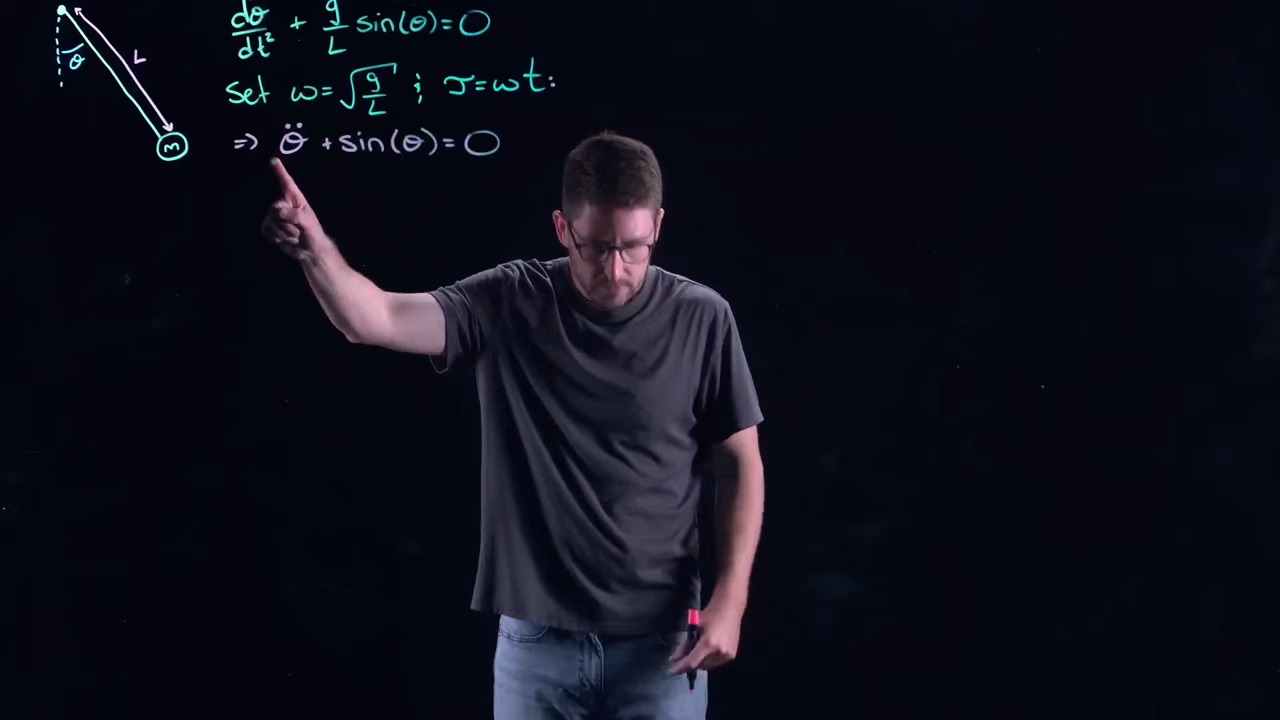 dθ/dt² + g/L sin(θ)=0
θ
L
Set ω=√g/L ; τ=ωt:
m
=> θ̈ + sin(θ)=0